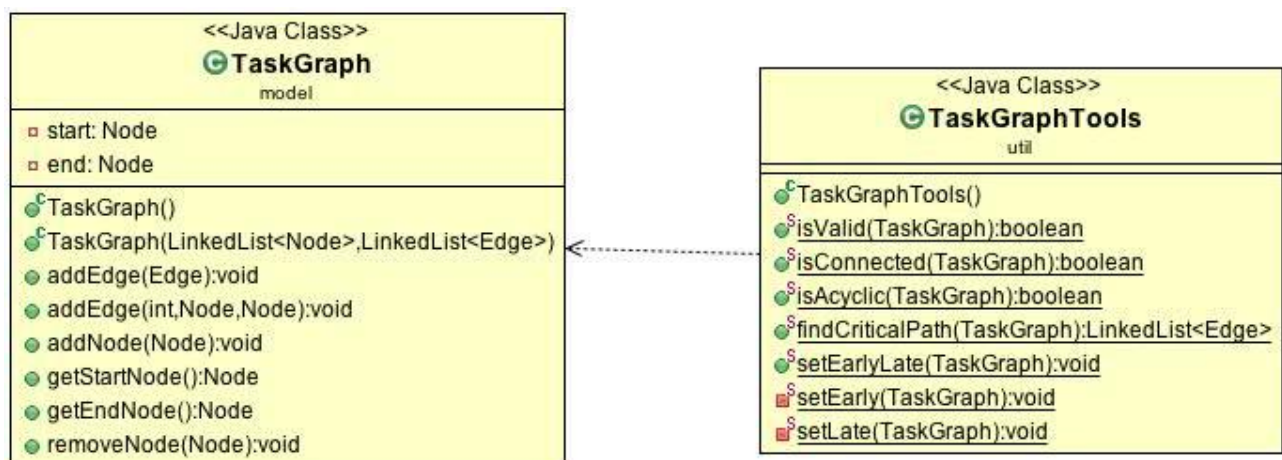 <<Java Class>>
TaskGraph
model
start: Node
end: Node
TaskGraph()
TaskGraph(LinkedList<Node>,LinkedList<Edge>)
addEdge(Edge):void
addEdge(int,Node,Node):void
addNode(Node):void
getStartNode():Node
getEndNode():Node
removeNode(Node):void
<<Java Class>>
TaskGraphTools
util
TaskGraphTools()
isValid(TaskGraph):boolean
isConnected(TaskGraph):boolean
isAcyclic(TaskGraph):boolean
findCriticalPath(TaskGraph):LinkedList<Edge>
setEarlyLate(TaskGraph):void
setEarly(TaskGraph):void
setLate(TaskGraph):void